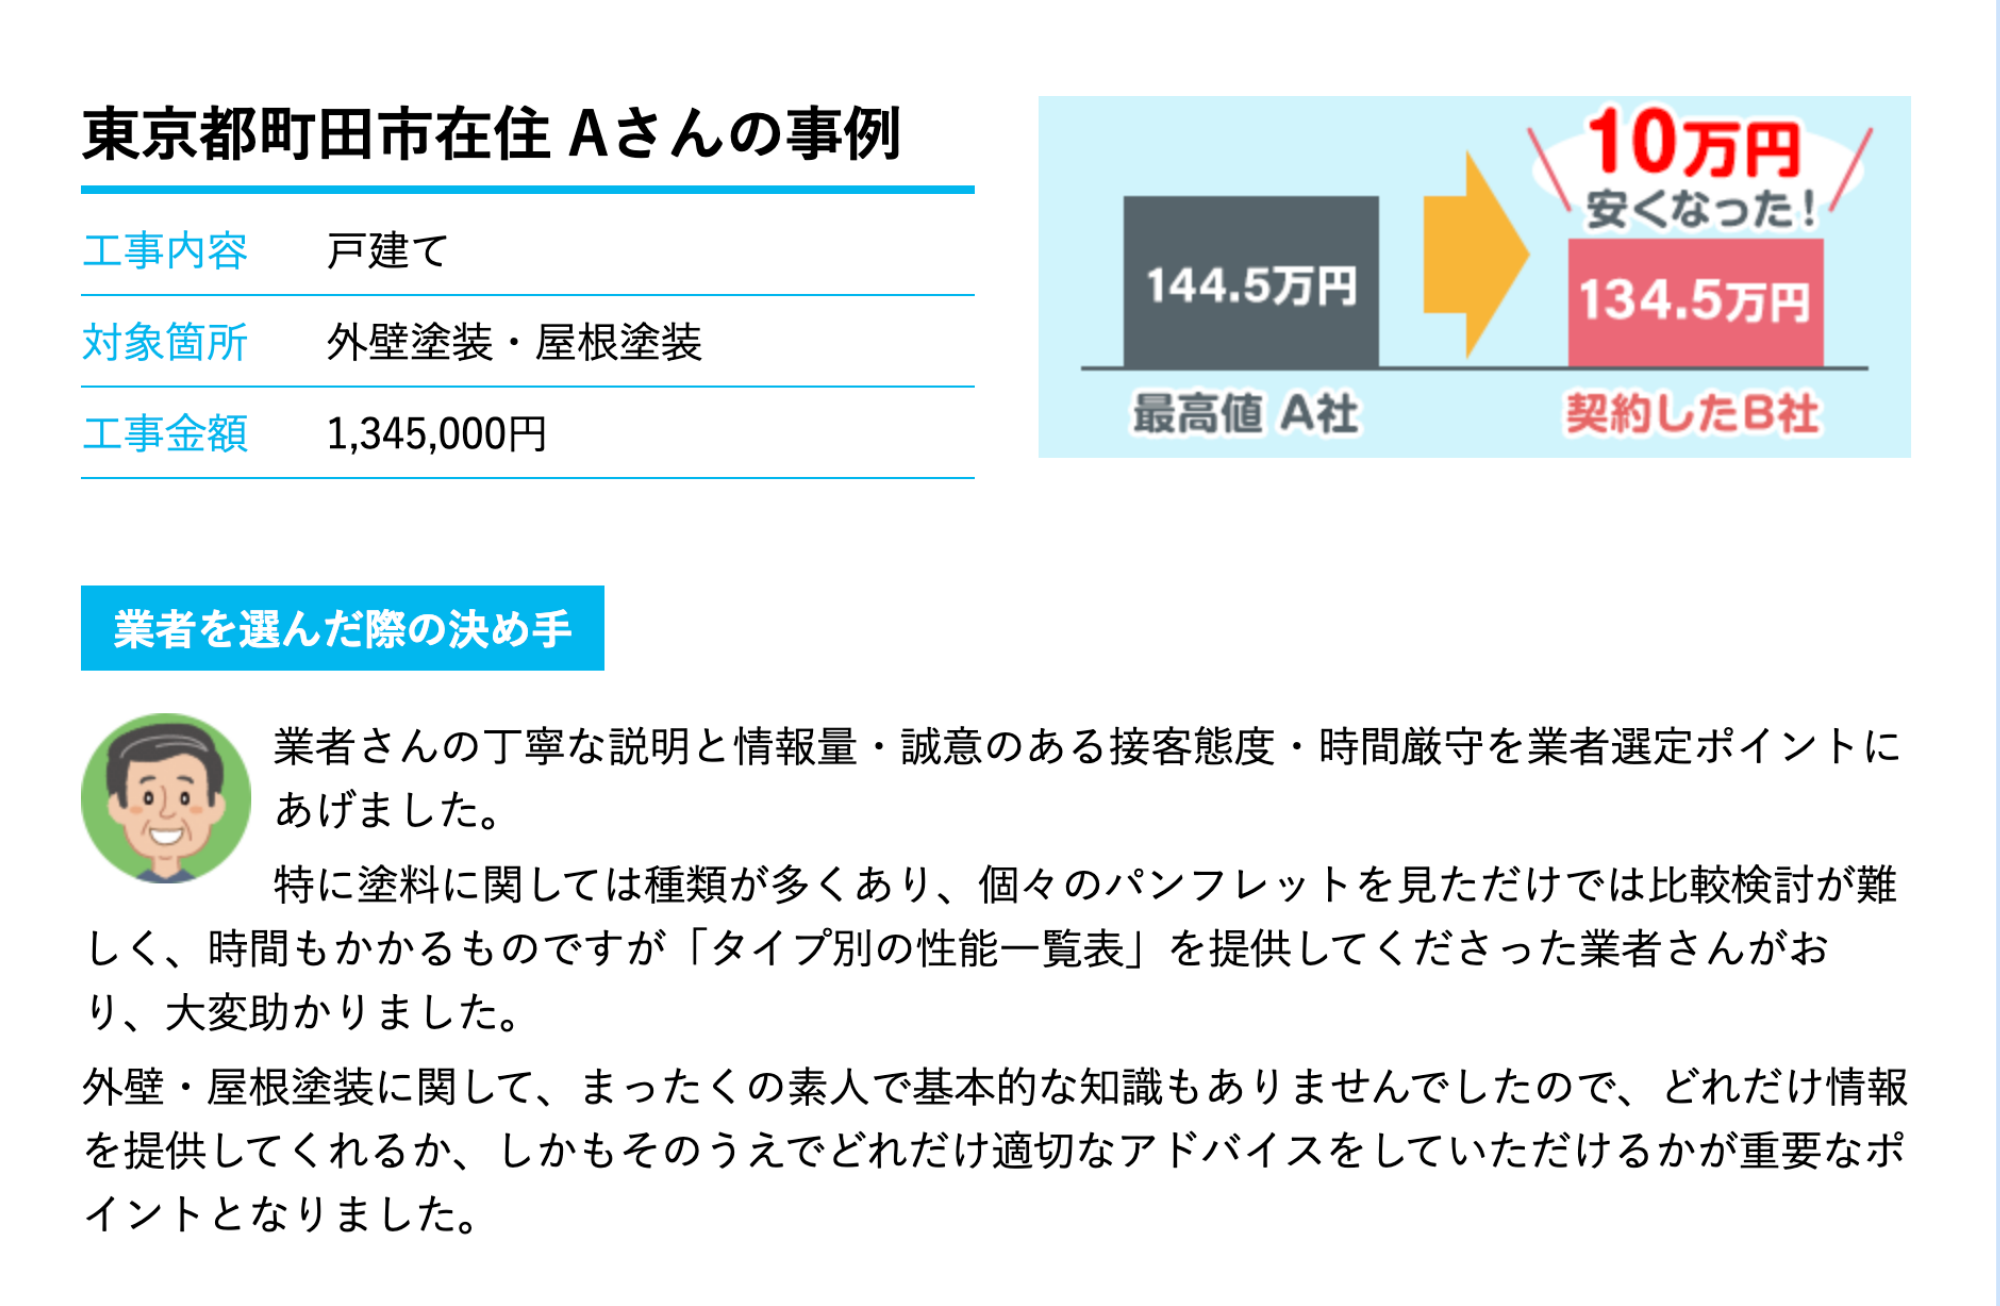 東京都町田市在住 Aさんの事例
工事内容 戸建て
対象箇所 外壁塗装・屋根塗装
工事金額 1,345,000円
10万円
安くなった！
144.5万円
134.5万円
最高値 A社
契約したB社
業者を選んだ際の決め手
業者さんの丁寧な説明と情報量・誠意のある接客態度・時間厳守を業者選定ポイントに
あげました。
特に塗料に関しては種類が多くあり、個々のパンフレットを見ただけでは比較検討が難
しく、時間もかかるものですが「タイプ別の性能一覧表」を提供してくださった業者さんがお
り、大変助かりました。
外壁・屋根塗装に関して、まったくの素人で基本的な知識もありませんでしたので、どれだけ情報
を提供してくれるか、しかもそのうえでどれだけ適切なアドバイスをしていただけるかが重要なポ
イントとなりました。